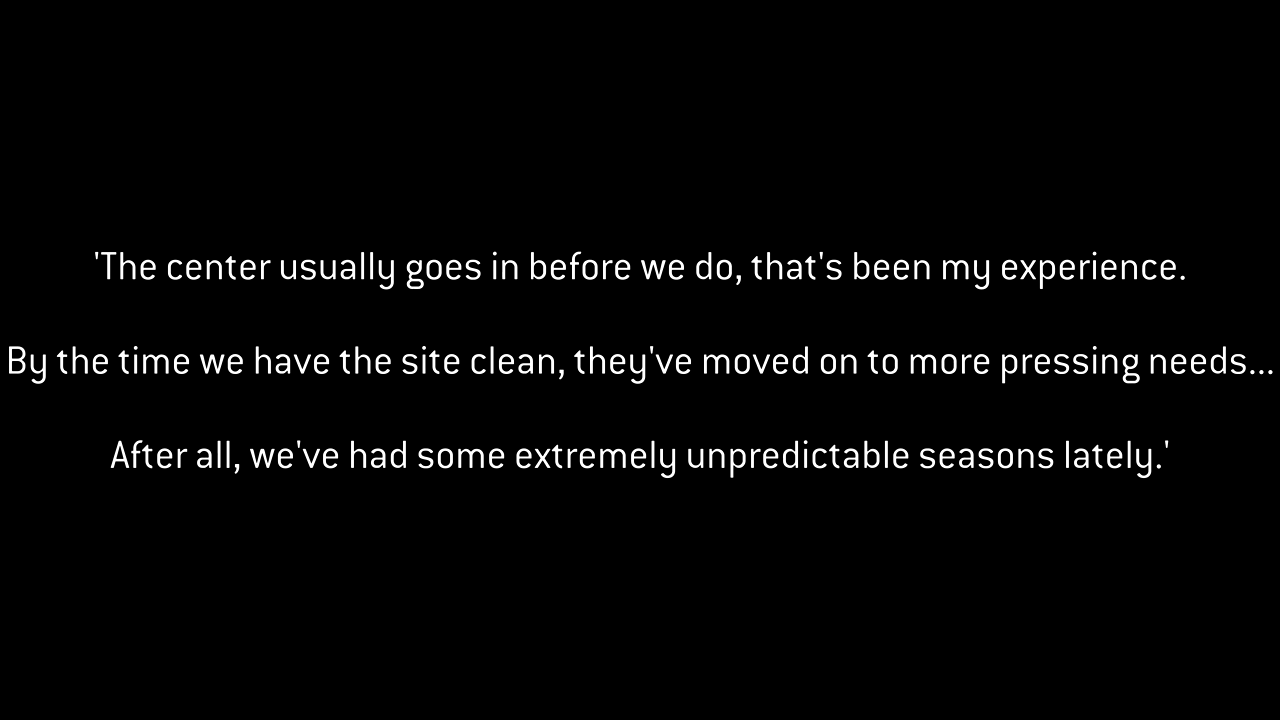 'The center usually goes in before we do, that's been my experience.
By the time we have the site clean, they've moved on to more pressing needs...
After all, we've had some extremely unpredictable seasons lately.'